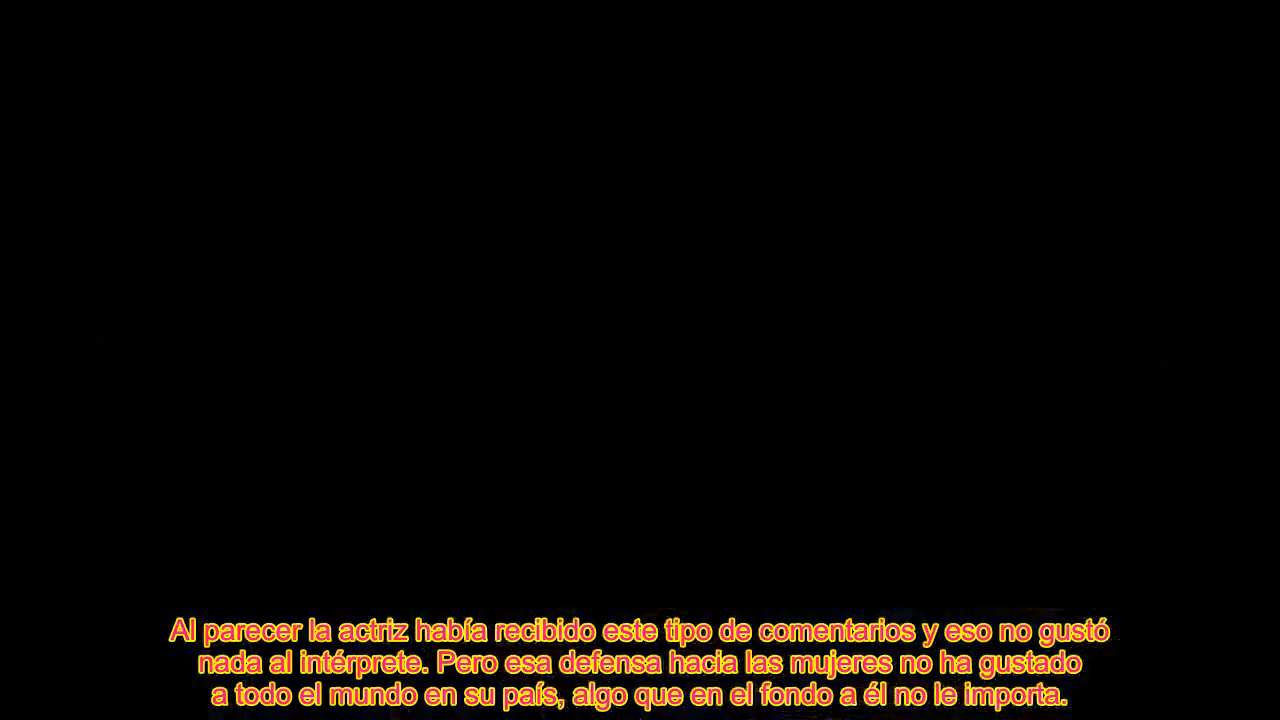 Al parecer la actriz había recibido este tipo de comentarios y eso no gustó
nada al intérprete. Pero esa defensa hacia las mujeres no ha gustado
a todo el mundo en su país, algo que en el fondo a él no le importa.